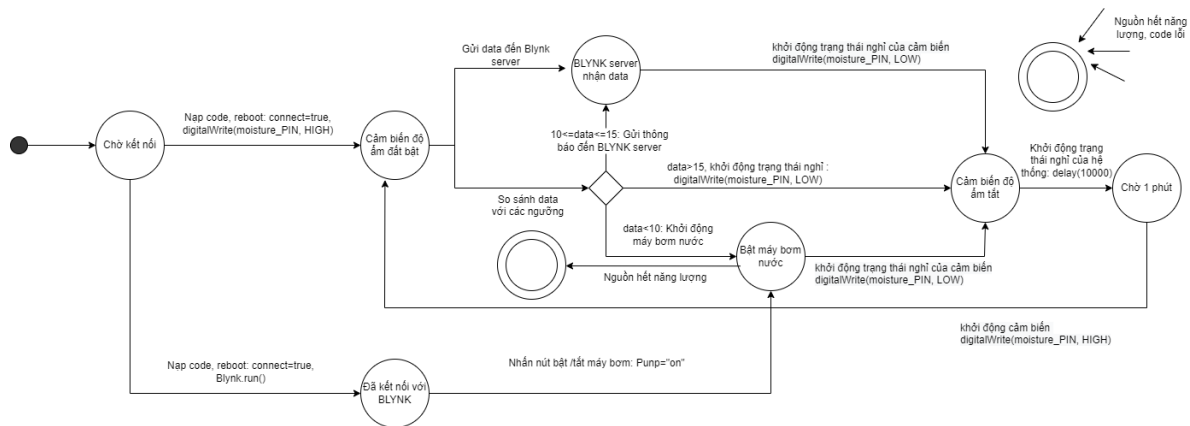 Nguồn hết năng
lượng, code lỗi
Gửi data đến Blynk
server
BLYNK server
nhận data
khởi động trạng thái nghỉ của cảm biến
digitalWrite(moisture_PIN, LOW)
Nạp code, reboot: connect=true,
digitalWrite(moisture_PIN, HIGH)
Chờ kết nối
Cảm biến độ
ẩm đất bật
10<=data<=15: Gửi thông
báo đến BLYNK server
data>15, khởi động trạng thái nghỉ :
digitalWrite(moisture_PIN, LOW)
Cảm biến độ
ẩm tắt
Khởi động trạng
thái nghỉ của hệ
thống: delay(10000)
Chờ 1 phút
So sánh data
với các ngưỡng
data<10: Khởi động
máy bơm nước
Bật máy bơm
nước
Nguồn hết năng lượng
khởi động trạng thái nghỉ của cảm biến
digitalWrite(moisture_PIN, LOW)
khởi động cảm biến
digitalWrite(moisture_PIN, HIGH)
Nạp code, reboot: connect=true,
Blynk.run()
Đã kết nối với
BLYNK
Nhấn nút bật /tắt máy bơm: Punp="on"